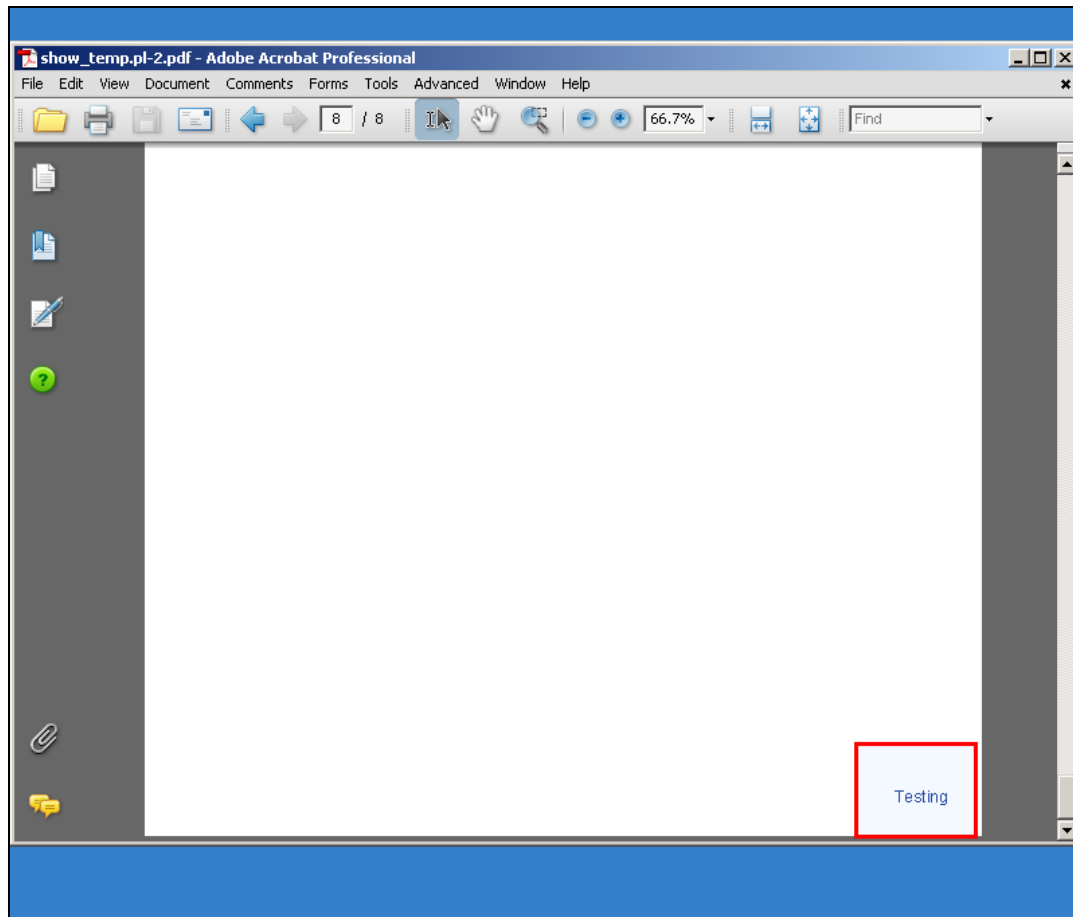 show_temp.pl-2.pdf - Adobe Acrobat Professional
File Edit View Document Comments Forms Tools Advanced Window Help
8 / 8 66.7% Find
?
Testing